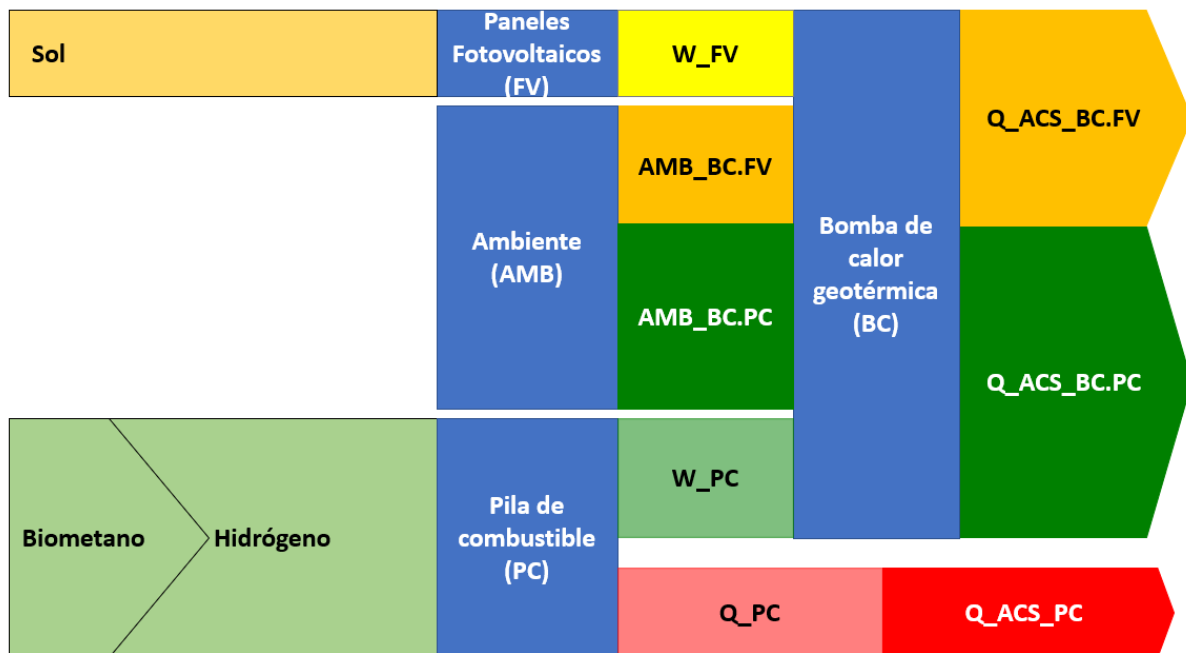 Sol
Paneles
Fotovoltaicos
(FV)
W_FV
Q_ACS_BC.FV
AMB_BC.FV
Ambiente
(AMB)
AMB_BC.PC
Bomba de
calor
geotérmica
(BC)
Q_ACS_BC.PC
Biometano
Hidrógeno
Pila de
combustible
(PC)
W_PC
Q_PC
Q_ACS_PC